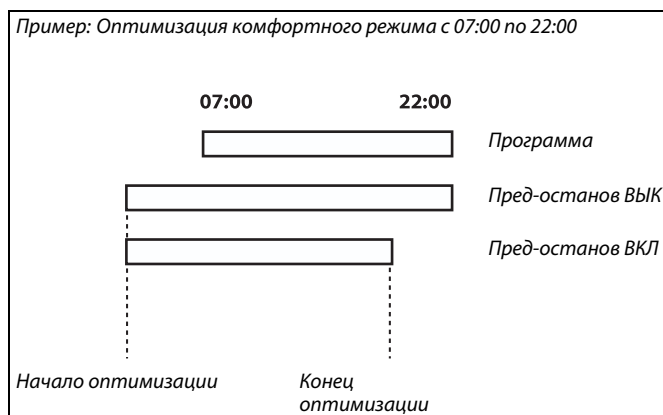 Пример: Оптимизация комфортного режима с 07:00 по 22:00
07:00 22:00
Программа
Пред-останов ВЫК
Пред-останов ВКЛ
Начало оптимизации Конец
оптимизации